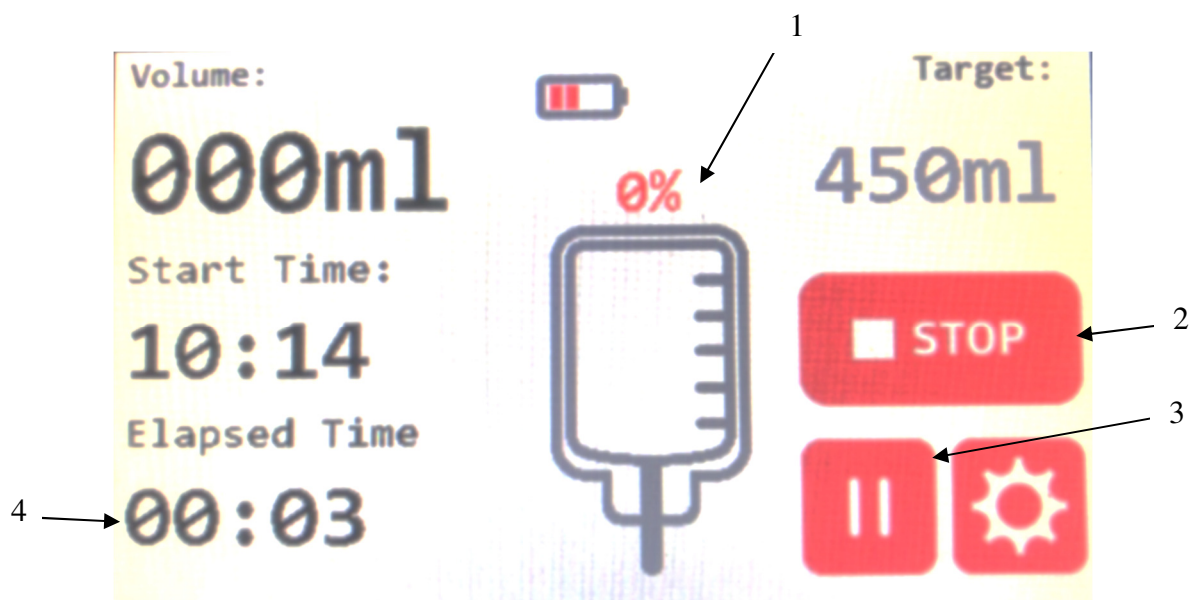 1
Volume:
Target:
000ml
0%
450ml
Start Time:
10:14
STOP
2
Elapsed Time
3
4
00:03